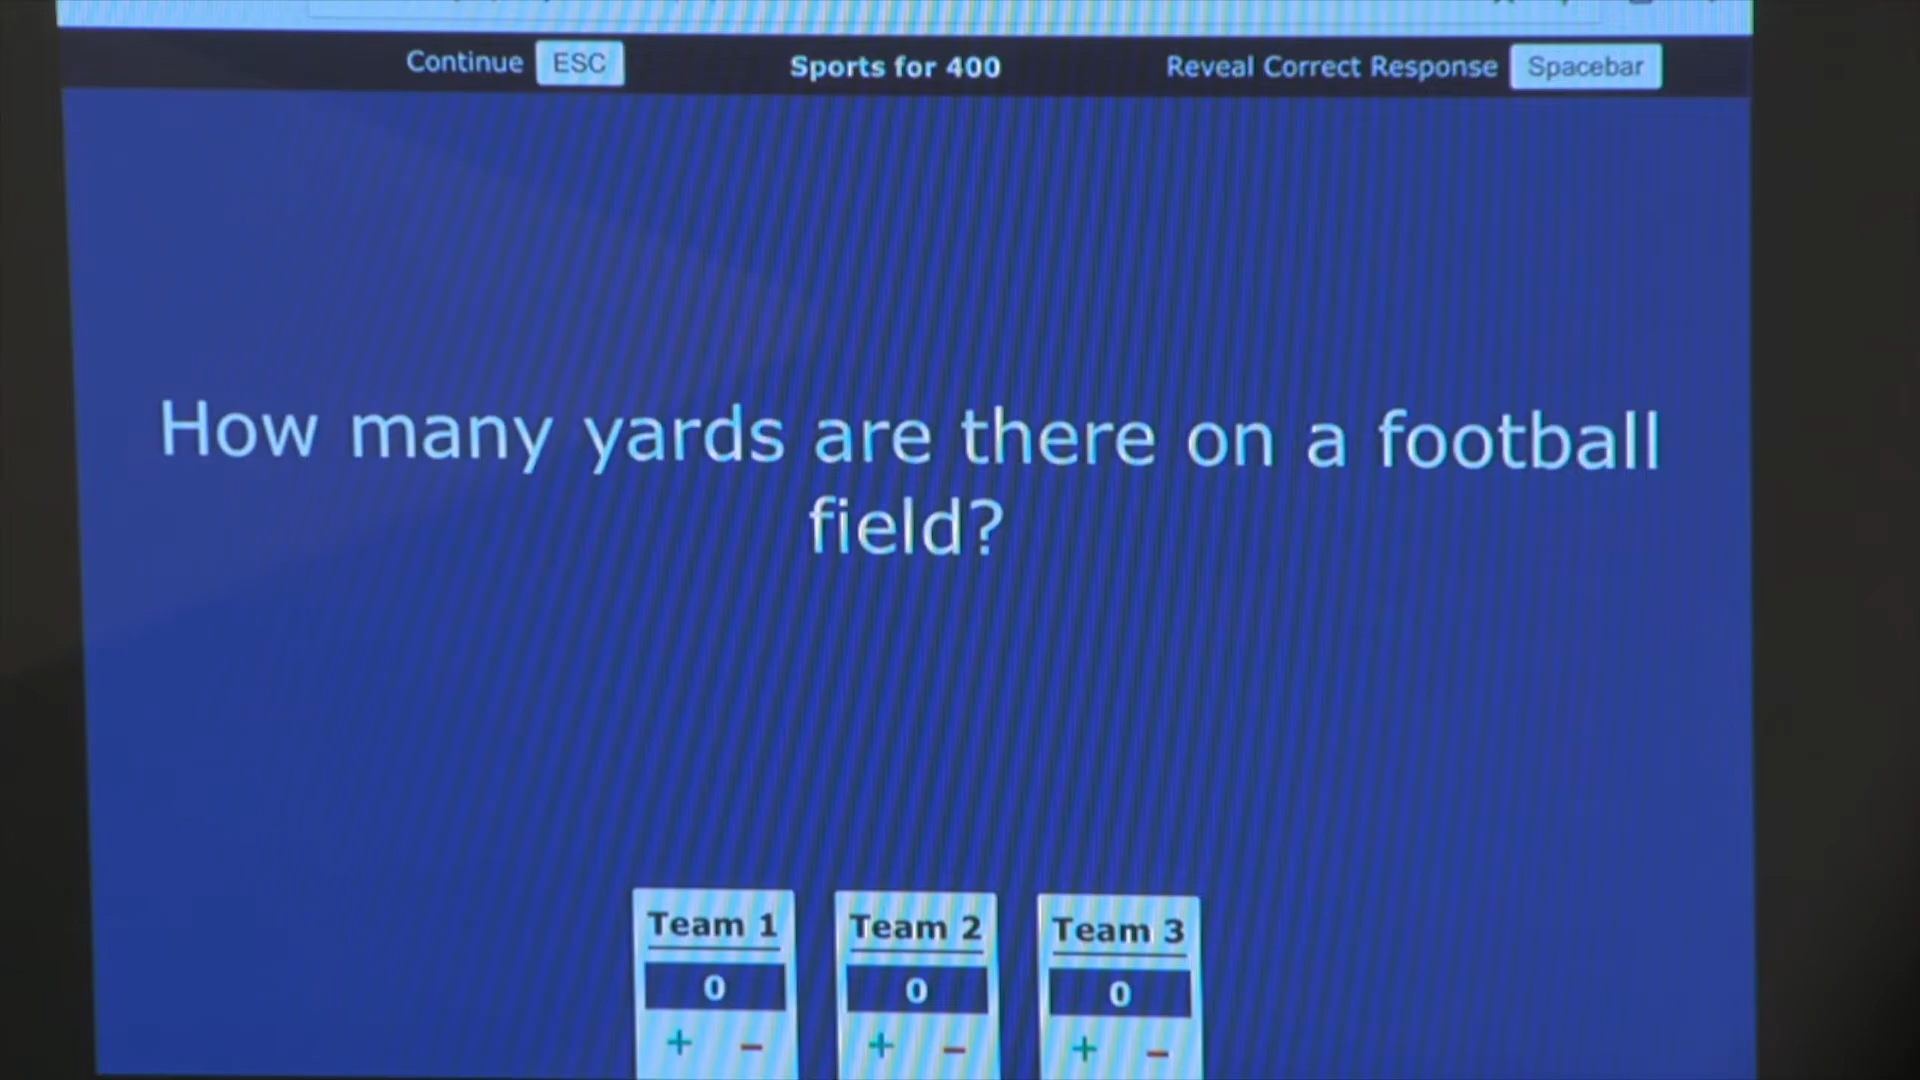 Continue ESC Sports for 400 Reveal Correct Response Spacebar
How many yards are there on a football
field?
Team 1 Team 2 Team 3
0 0 0
+ - + - + -